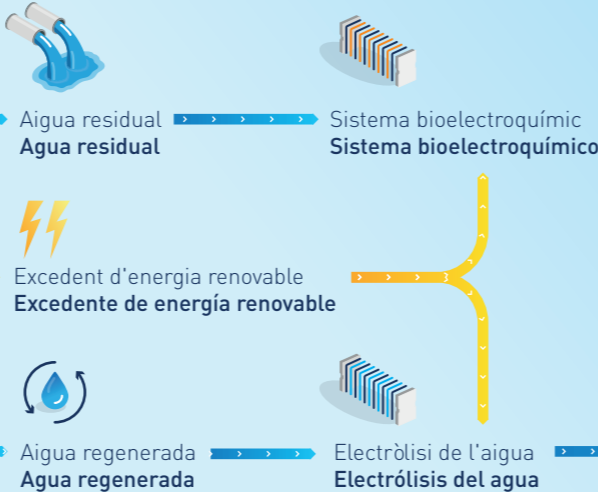 Aigua residual
Agua residual
Sistema bioelectroquímic
Sistema bioelectroquímico
Excedent d'energia renovable
Excedente de energía renovable
Aigua regenerada
Agua regenerada
Electròlisi de l'aigua
Electrólisis del agua